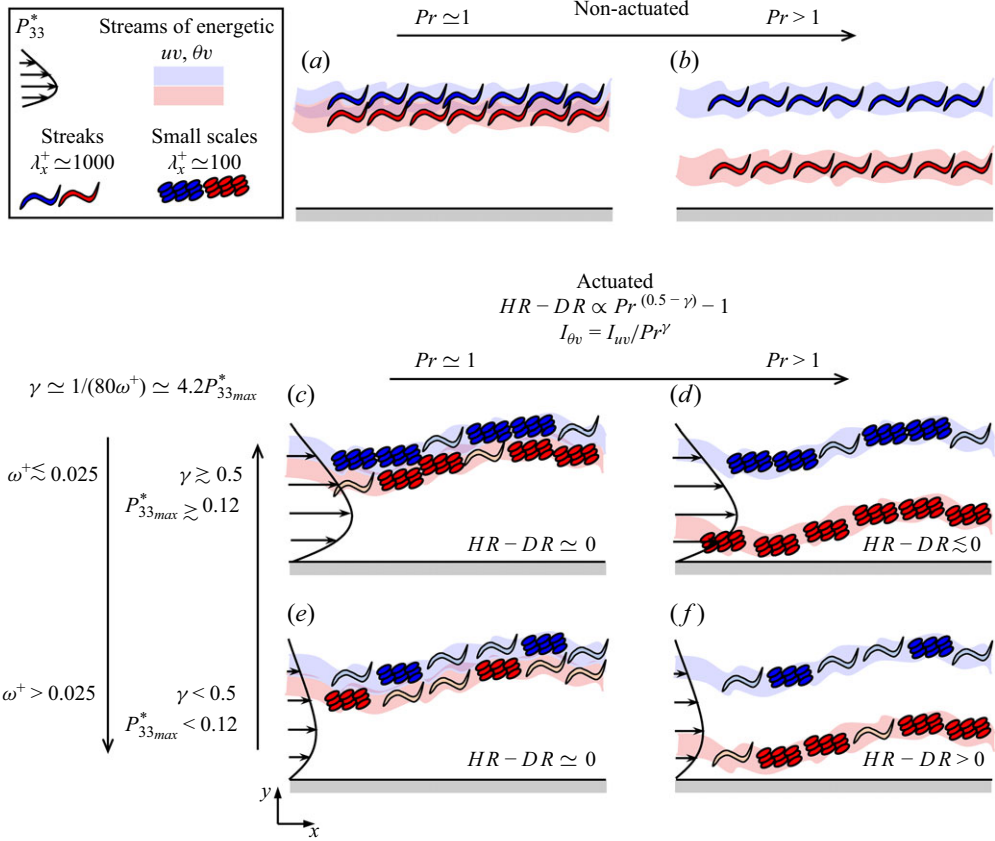 P*33
Streams of energetic
uv, θv
Streaks
λx+ ≃ 1000
Small scales
λx+ ≃ 100
Non-actuated
Pr ≃ 1
Pr > 1
(a)
(b)
Actuated
HR − DR ∝ Pr^(0.5 − γ) − 1
Iθv = Iuv/Pr^γ
Pr ≃ 1
Pr > 1
γ ≃ 1/(80ω+) ≃ 4.2P*33max
(c)
(d)
ω+ ≲ 0.025
γ ≳ 0.5
P*33max ≳ 0.12
HR − DR ≃ 0
HR − DR ≲ 0
(e)
(f)
ω+ > 0.025
γ < 0.5
P*33max < 0.12
HR − DR ≃ 0
HR − DR > 0
y
x